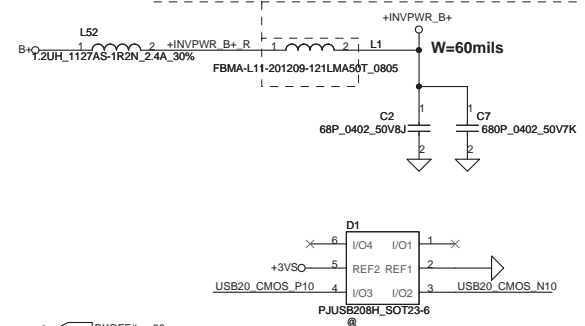 +INVPWR_B+
L52
B+ 1 2 +INVPWR_B+_R 1 2 L1 W=60mils
1.2UH_1127AS-1R2N_2.4A_30%
FBMA-L11-201209-121LMA50T_0805
1 1
C2 C7
68P_0402_50V8J 680P_0402_50V7K
2 2
D1
6 I/O4 I/O1 1
+3VS 5 REF2 REF1 2
USB20_CMOS_P10 4 I/O3 I/O2 3 USB20_CMOS_N10
PJUSB208H_SOT23-6
@